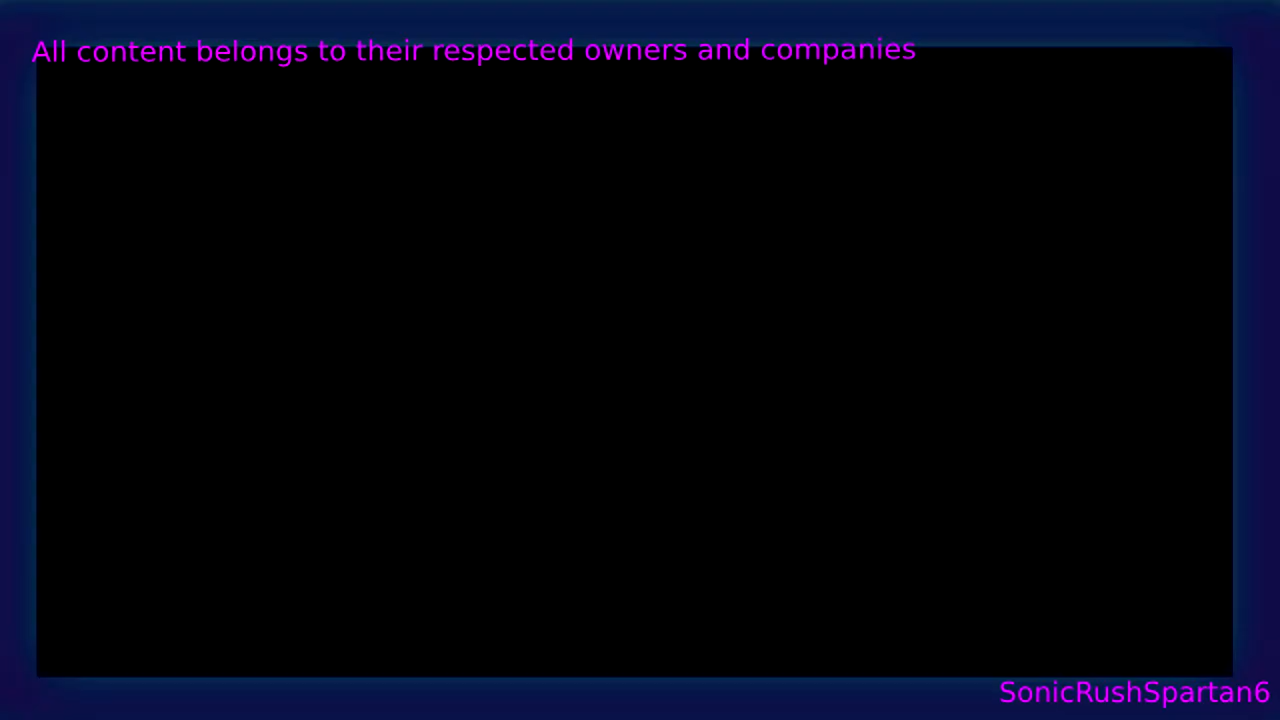 All content belongs to their respected owners and companies
SonicRushSpartan6